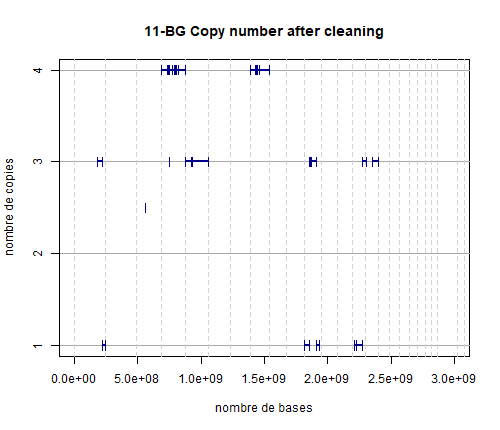 11-BG Copy number after cleaning
nombre de copies
4
3
2
1
0.0e+00 5.0e+08 1.0e+09 1.5e+09 2.0e+09 2.5e+09 3.0e+09
nombre de bases